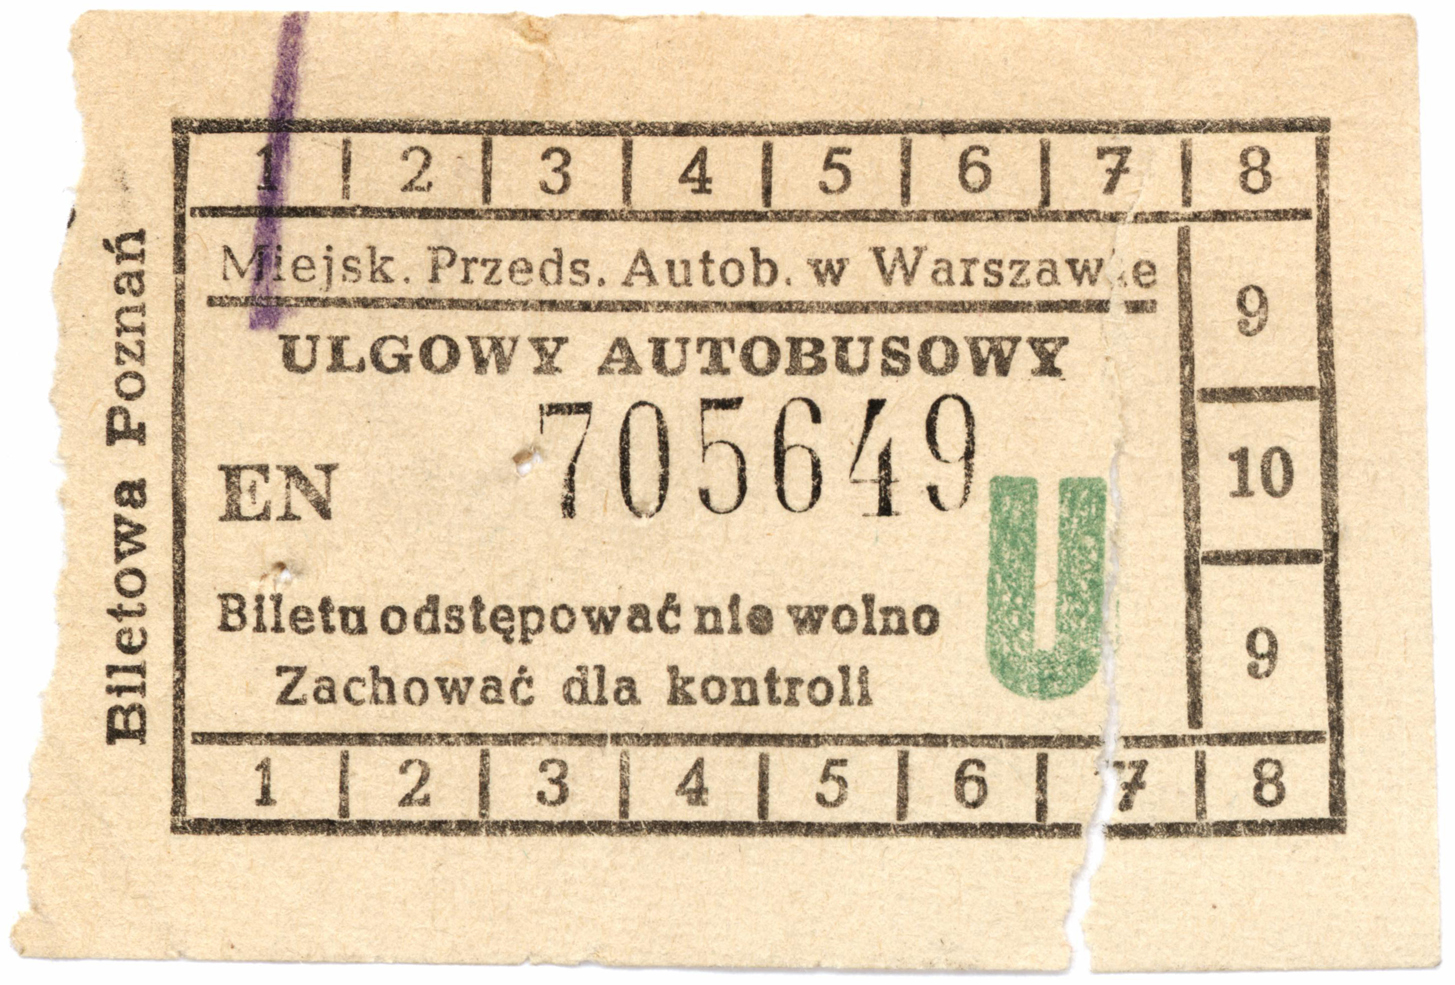 1 | 2 | 3 | 4 | 5 | 6 | 7 | 8
Miejsk. Przeds. Autob. w Warszawie
9
ULGOWY AUTOBUSOWY
EN 705649
10
U
Biletu odstępować nie wolno
9
Zachować dla kontroli
1 | 2 | 3 | 4 | 5 | 6 | 7 | 8
Biletowa Poznań